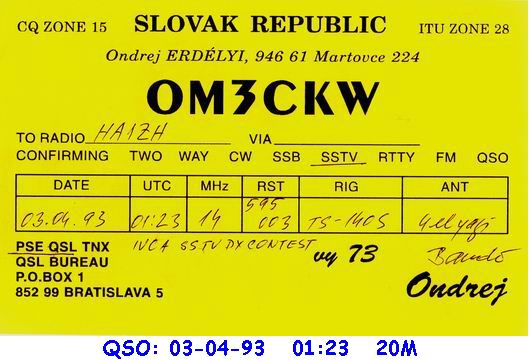 CQ ZONE 15 SLOVAK REPUBLIC ITU ZONE 28
Ondrej ERDÉLYI, 946 61 Martovce 224
OM3CKW
TO RADIO HA1ZH VIA
CONFIRMING TWO WAY CW SSB SSTV RTTY FM QSO
DATE UTC MHz RST RIG ANT
595
03.04.93 01:23 14 003 TS-140S 4el yagi
PSE QSL TNX IVCA SSTV DX CONTEST
QSL BUREAU vy 73
P.O.BOX 1
852 99 BRATISLAVA 5 Ondrej
QSO: 03-04-93 01:23 20M